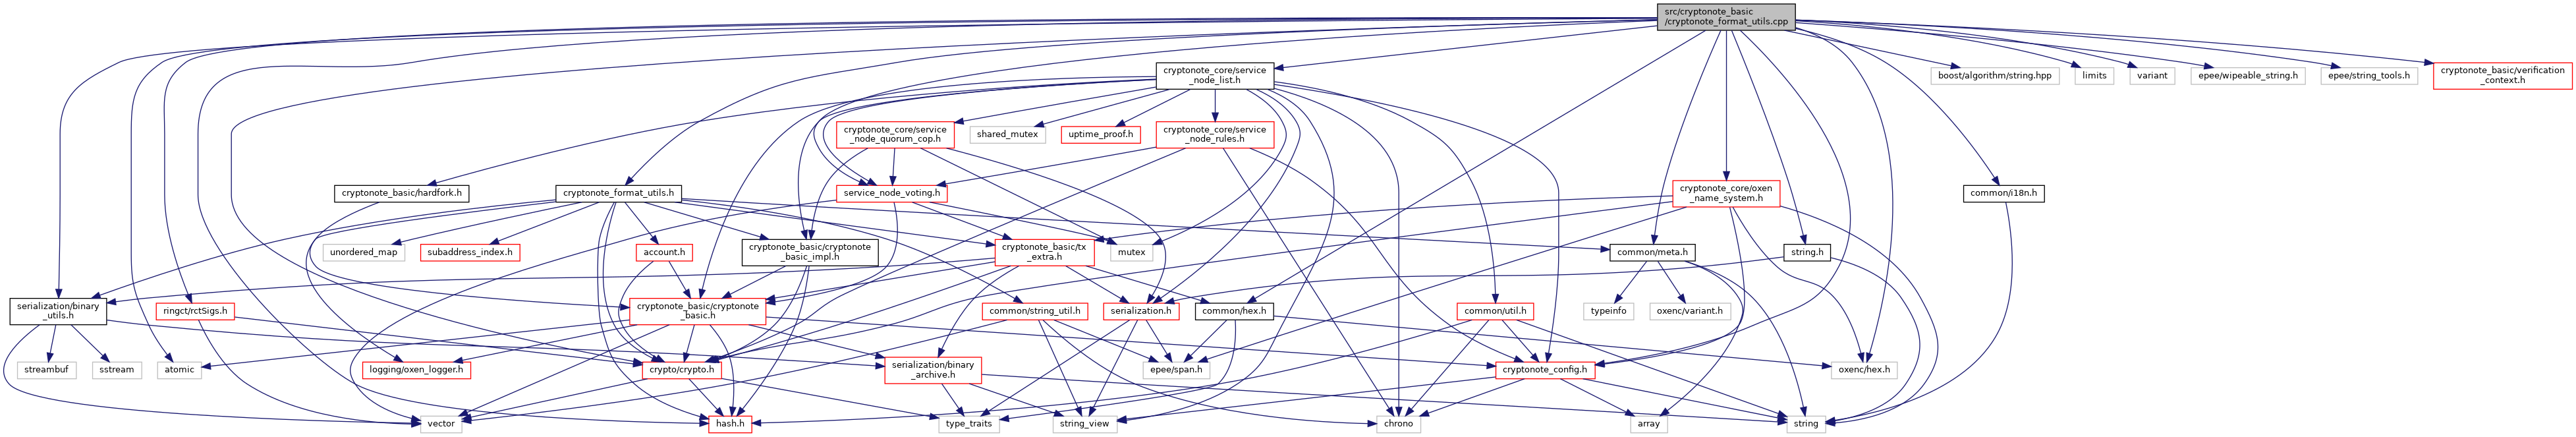 src/cryptonote_basic
/cryptonote_format_utils.cpp
cryptonote_core/service
_node_list.h
boost/algorithm/string.hpp
limits
variant
epee/wipeable_string.h
epee/string_tools.h
cryptonote_basic/verification
_context.h
cryptonote_core/service
_node_quorum_cop.h
shared_mutex
uptime_proof.h
cryptonote_core/service
_node_rules.h
cryptonote_basic/hardfork.h
cryptonote_format_utils.h
service_node_voting.h
cryptonote_core/oxen
_name_system.h
common/i18n.h
unordered_map
subaddress_index.h
account.h
cryptonote_basic/cryptonote
_basic_impl.h
cryptonote_basic/tx
_extra.h
mutex
common/meta.h
string.h
serialization/binary
_utils.h
ringct/rctSigs.h
cryptonote_basic/cryptonote
_basic.h
common/string_util.h
serialization.h
common/hex.h
common/util.h
typeinfo
oxenc/variant.h
streambuf
sstream
atomic
logging/oxen_logger.h
crypto/crypto.h
serialization/binary
_archive.h
epee/span.h
cryptonote_config.h
oxenc/hex.h
vector
hash.h
type_traits
string_view
chrono
array
string